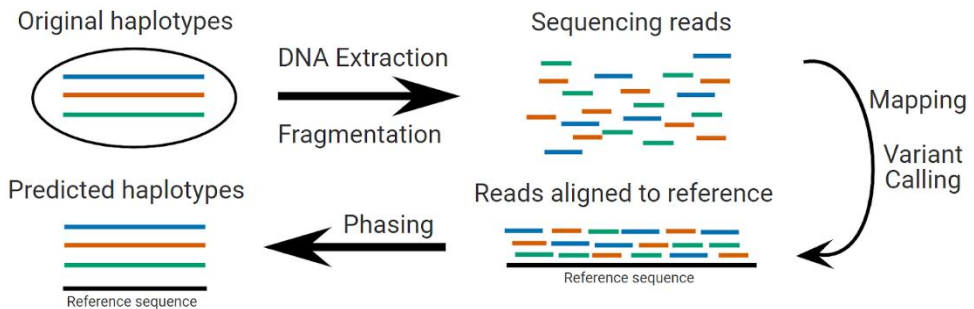 Original haplotypes
DNA Extraction
Fragmentation
Sequencing reads
Mapping
Variant
Calling
Reads aligned to reference
Reference sequence
Phasing
Predicted haplotypes
Reference sequence